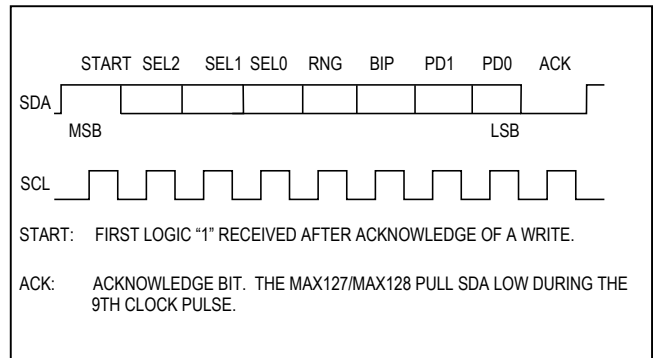 START SEL2 SEL1 SEL0 RNG BIP PD1 PD0 ACK
SDA
MSB LSB
SCL
START: FIRST LOGIC “1” RECEIVED AFTER ACKNOWLEDGE OF A WRITE.
ACK: ACKNOWLEDGE BIT. THE MAX127/MAX128 PULL SDA LOW DURING THE
9TH CLOCK PULSE.